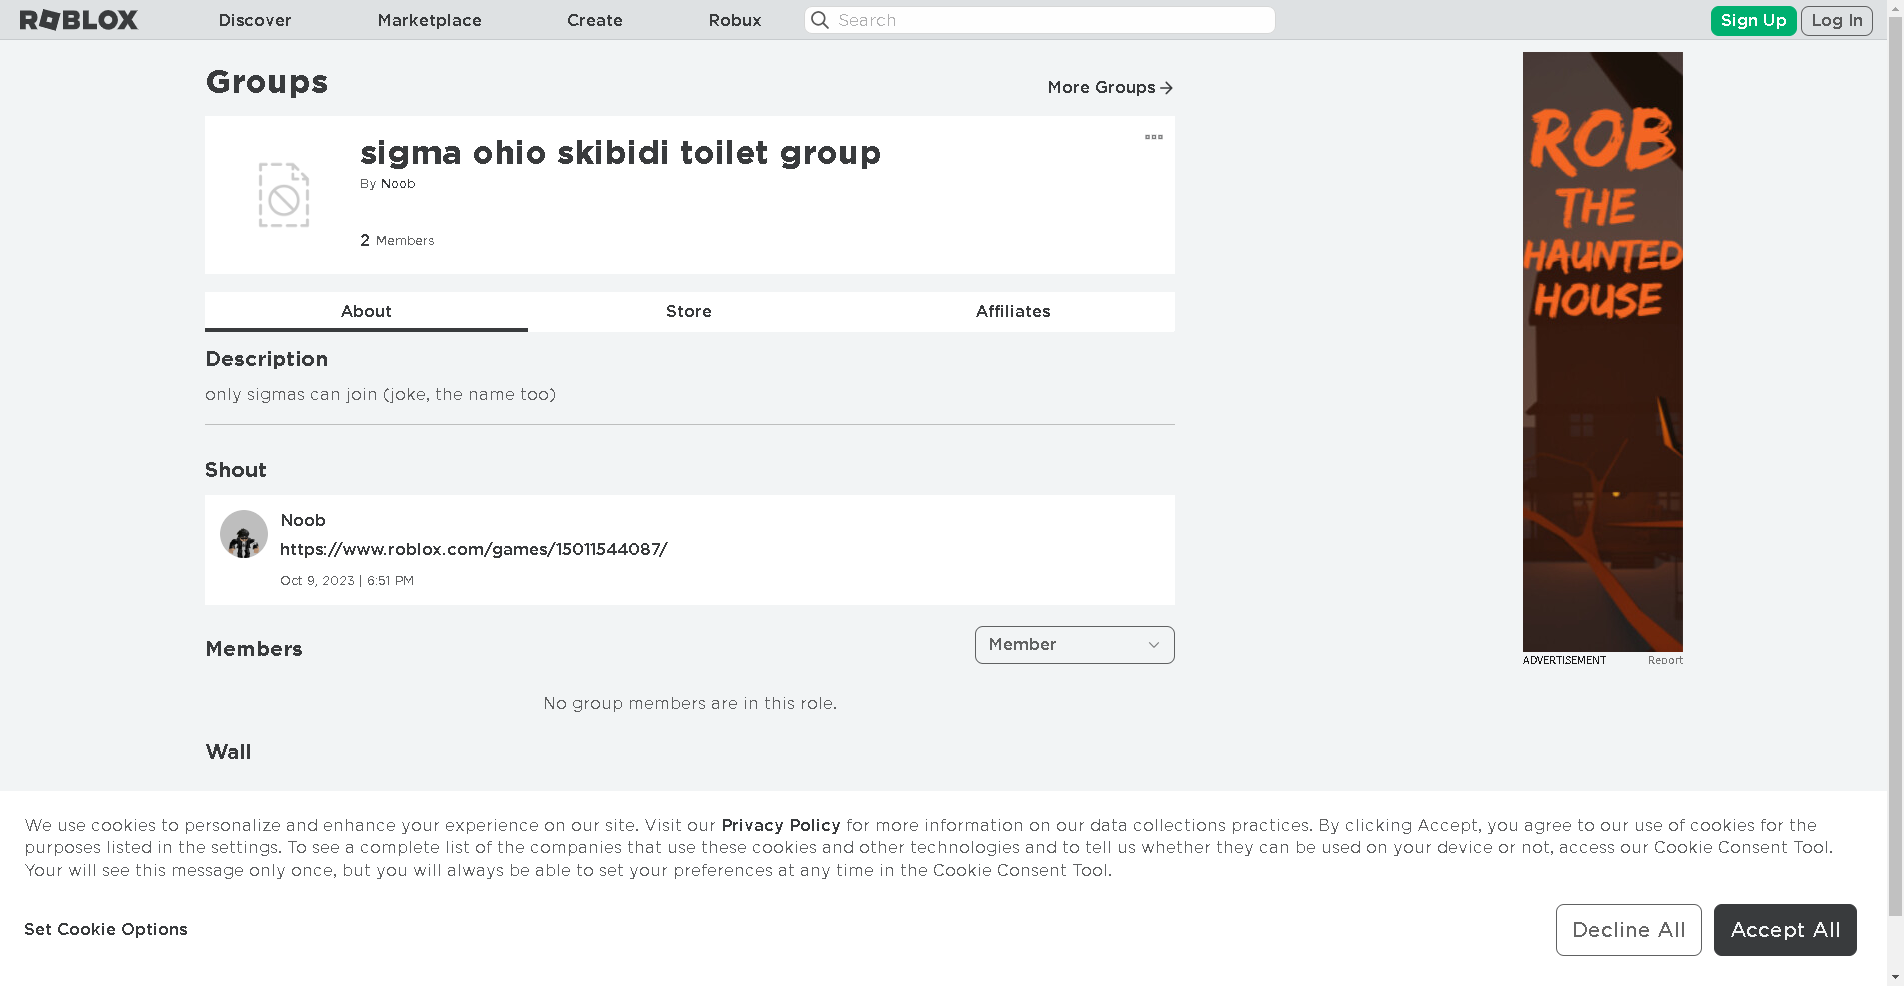 ROBLOX
Discover
Marketplace
Create
Robux
Search
Sign Up
Log In
Groups
More Groups
sigma ohio skibidi toilet group
By Noob
2 Members
About
Store
Affiliates
Description
only sigmas can join (joke, the name too)
Shout
Noob
https://www.roblox.com/games/15011544087/
Oct 9, 2023 | 6:51 PM
Members
Member
No group members are in this role.
Wall
ROB
THE
HAUNTED
HOUSE
ADVERTISEMENT
Report
We use cookies to personalize and enhance your experience on our site. Visit our Privacy Policy for more information on our data collections practices. By clicking Accept, you agree to our use of cookies for the
purposes listed in the settings. To see a complete list of the companies that use these cookies and other technologies and to tell us whether they can be used on your device or not, access our Cookie Consent Tool.
Your will see this message only once, but you will always be able to set your preferences at any time in the Cookie Consent Tool.
Set Cookie Options
Decline All
Accept All